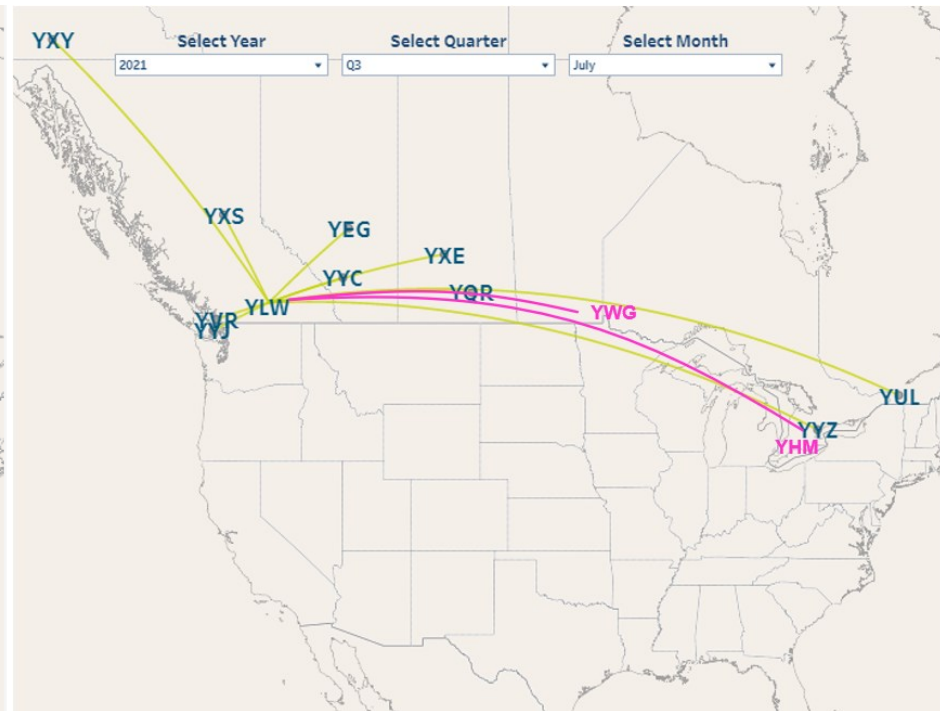 YXY
Select Year
Select Quarter
Select Month
2021
Q3
July
YXS
YEG
YXE
YYC
YQR
YLW
YWG
YVR
YYJ
YUL
YYZ
YHM